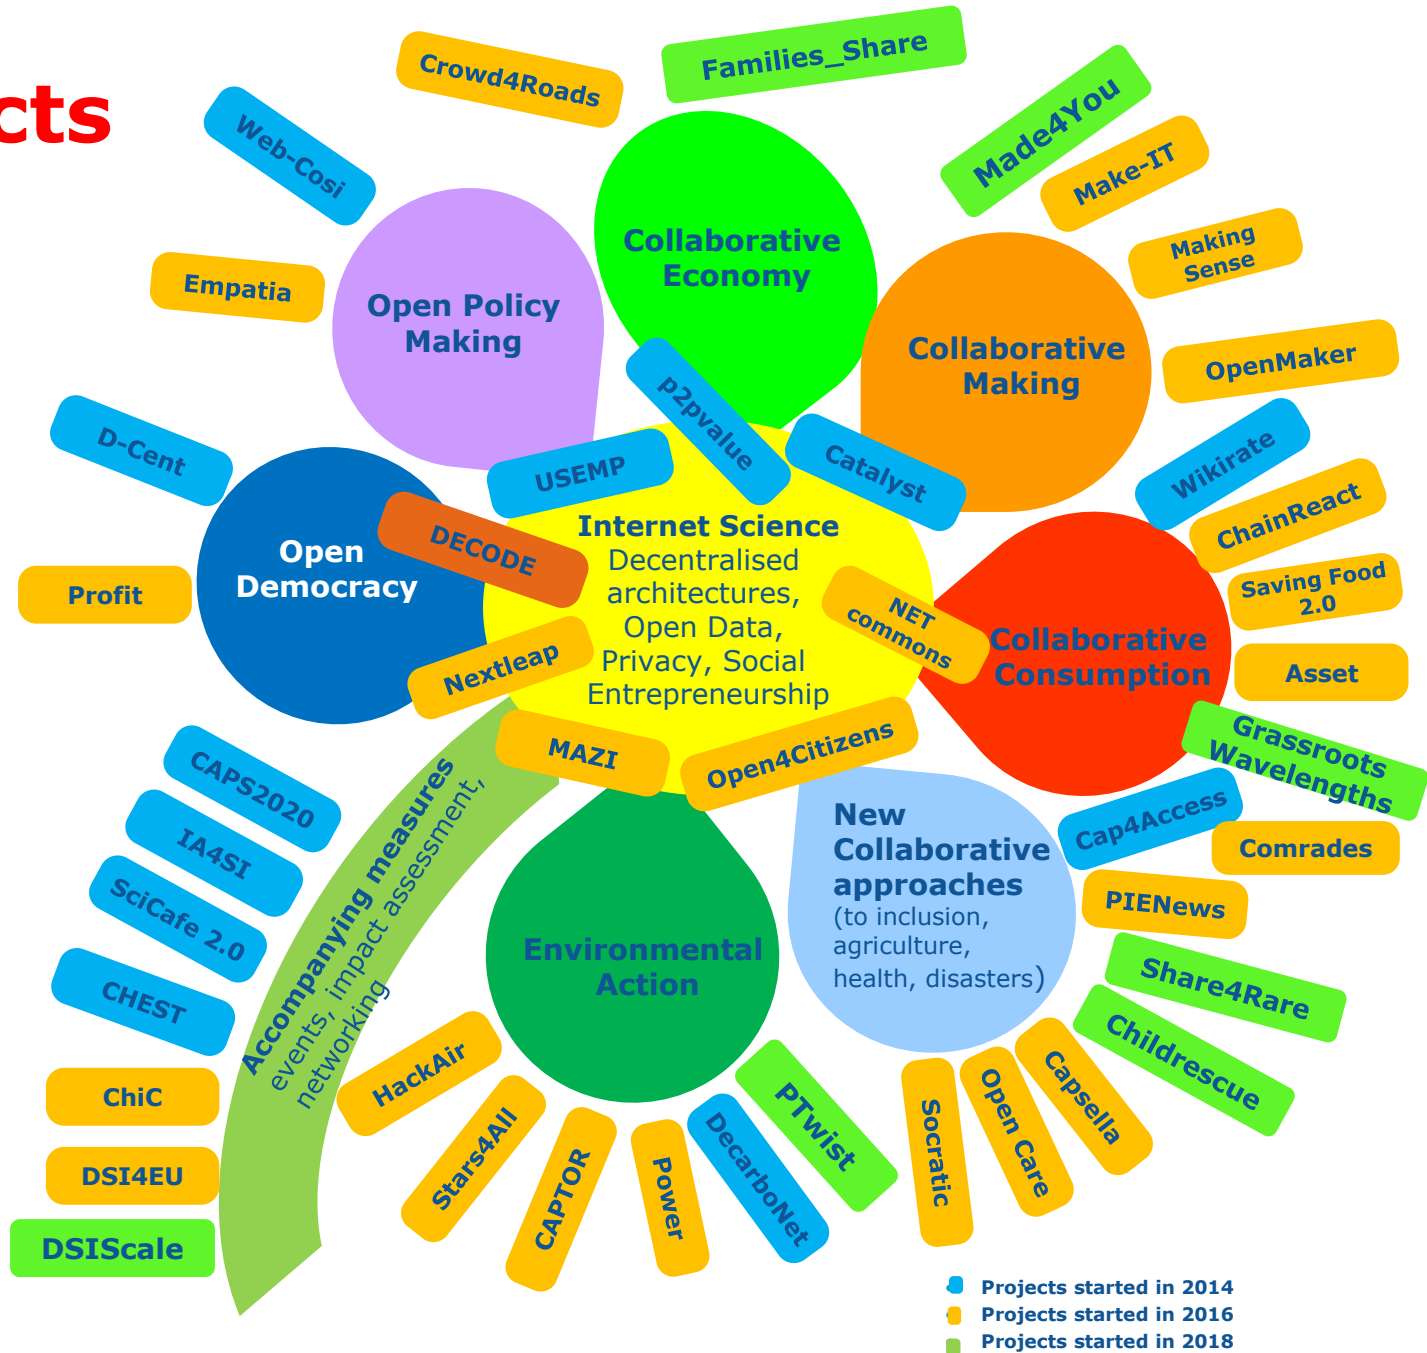 cts
Crowd4Roads
Families_Share
Made4You
Make-IT
Making
Sense
OpenMaker
Web-Cosi
Empatia
Open Policy
Making
Collaborative
Economy
Collaborative
Making
p2pvalue
Catalyst
USEMP
D-Cent
Profit
Open
Democracy
DECODE
Nextleap
Internet Science
Decentralised
architectures,
Open Data,
Privacy, Social
Entrepreneurship
NET
commons
MAZI
Open4Citizens
Collaborative
Consumption
Wikirate
ChainReact
Saving Food
2.0
Asset
Grassroots
Wavelengths
Cap4Access
Comrades
PIENews
Share4Rare
Childrescue
New
Collaborative
approaches
(to inclusion,
agriculture,
health, disasters)
Capsella
Open Care
Socratic
Environmental
Action
PTwist
DecarboNet
Power
CAPTOR
Stars4All
HackAir
Accompanying measures
events, impact assessment,
networking
CAPS2020
IA4SI
SciCafe 2.0
CHEST
ChiC
DSI4EU
DSIScale
Projects started in 2014
Projects started in 2016
Projects started in 2018